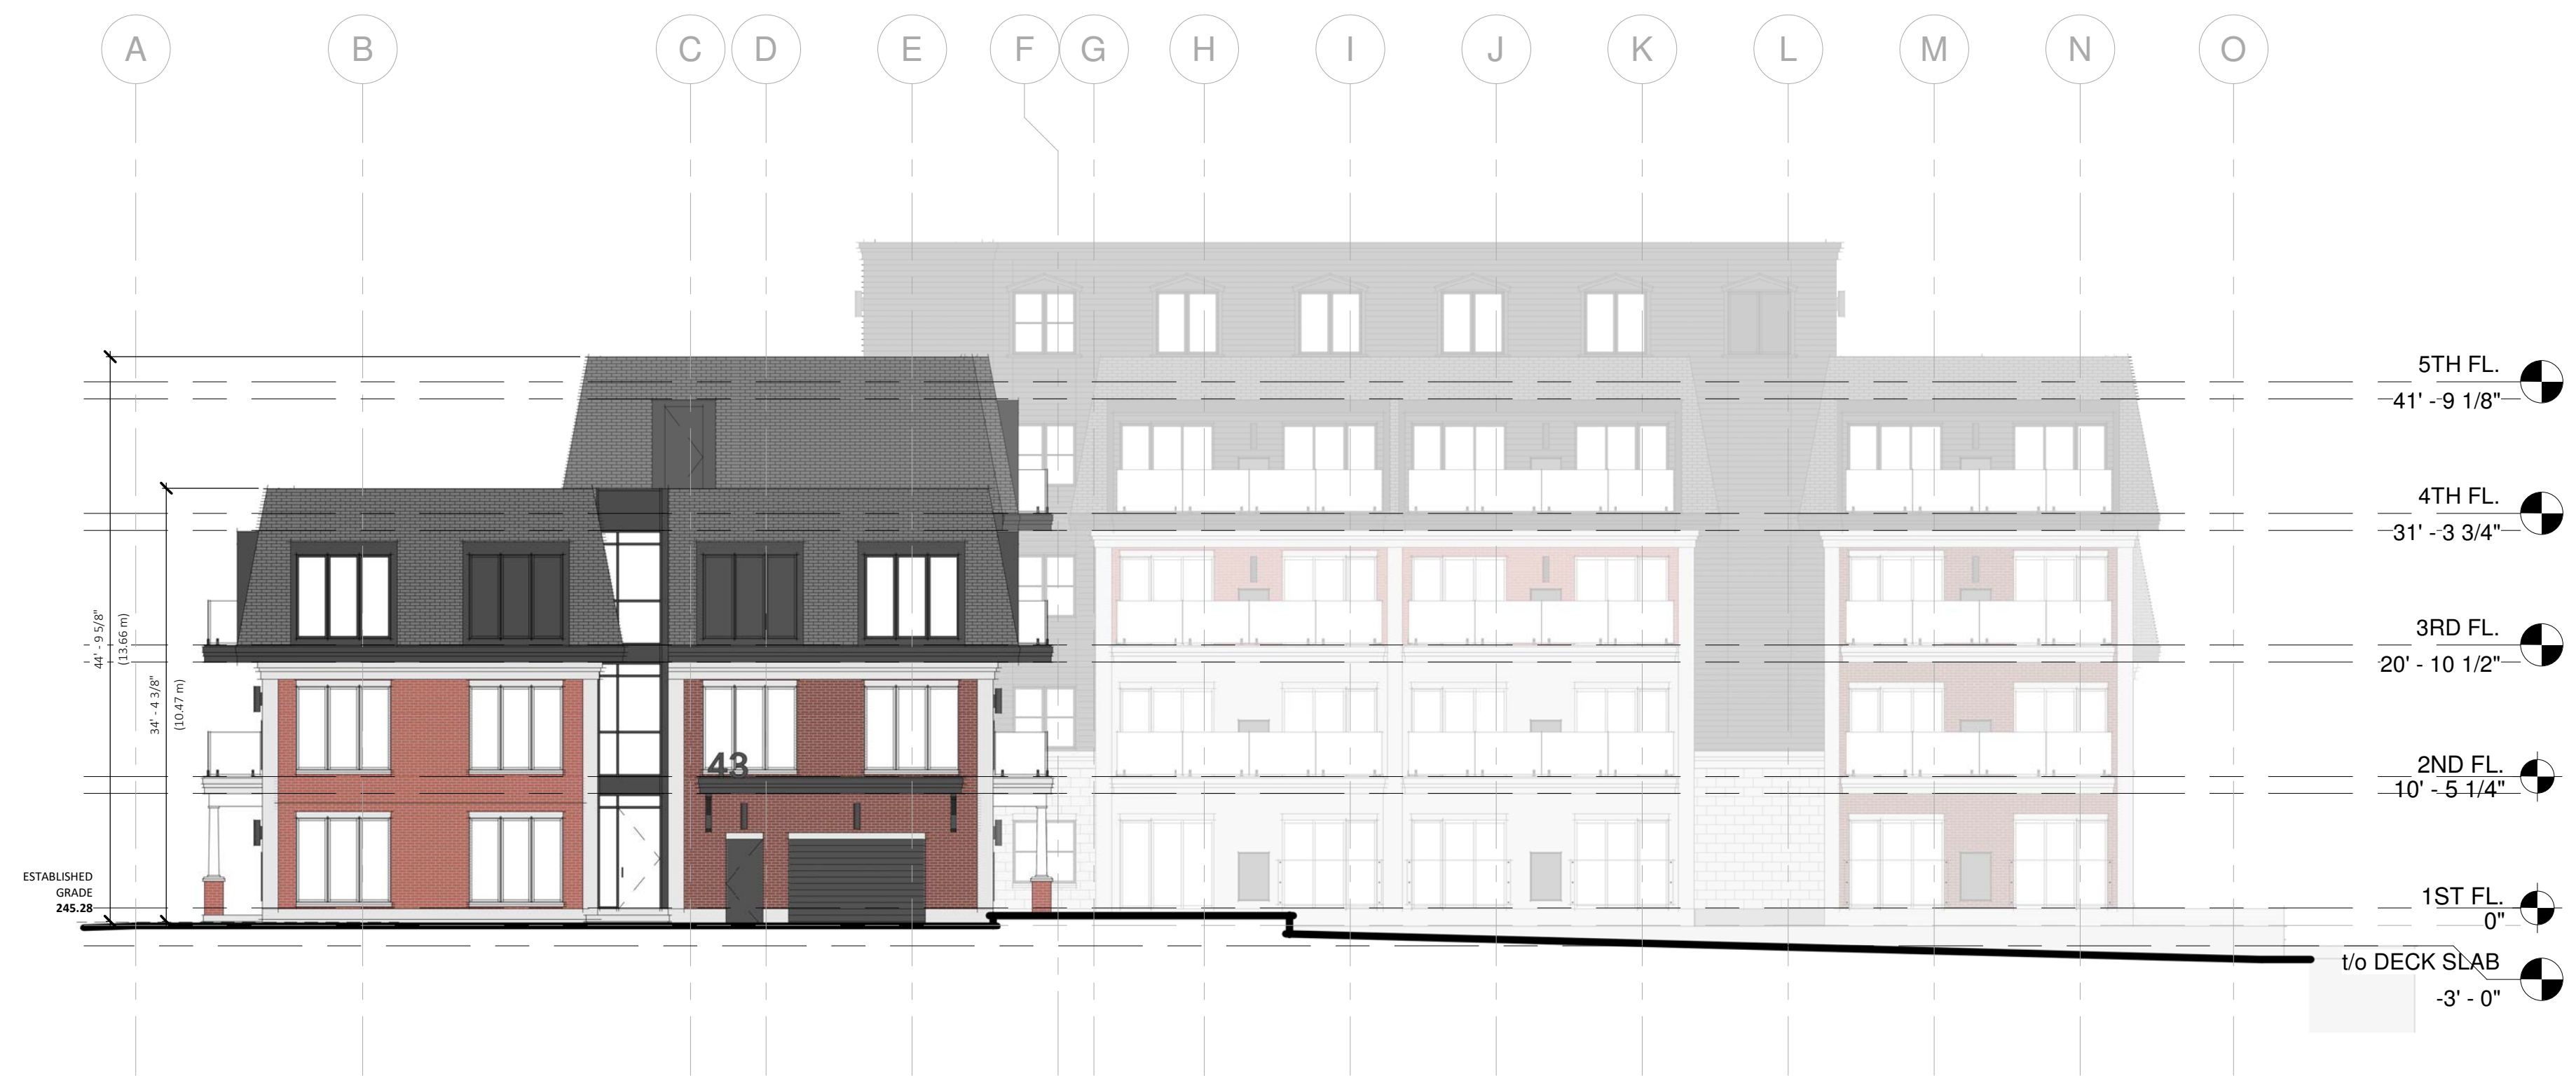 A B C D E F G H I J K L M N O
5TH FL.
41' - 9 1/8"
4TH FL.
31' - 3 3/4"
3RD FL.
20' - 10 1/2"
2ND FL.
10' - 5 1/4"
1ST FL.
0"
t/o DECK SLAB
-3' - 0"
44' - 9 5/8"
(13.66 m)
34' - 4 3/8"
(10.47 m)
43
ESTABLISHED
GRADE
245.28